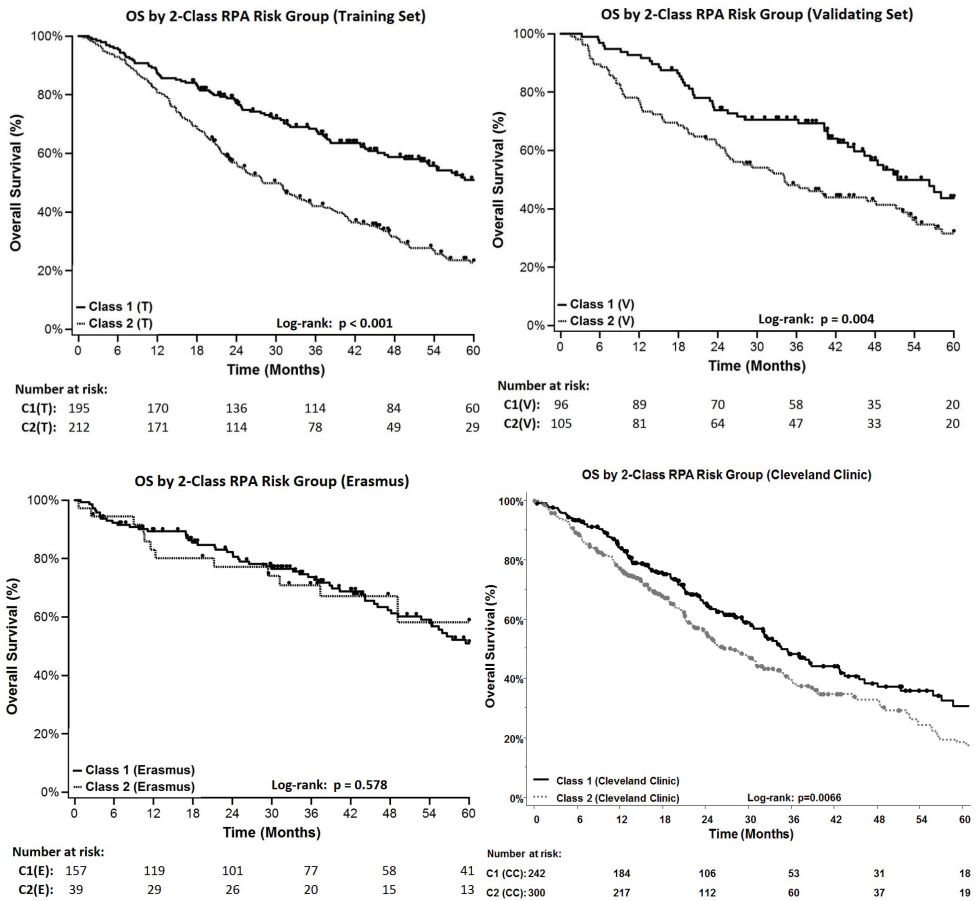 OS by 2-Class RPA Risk Group (Training Set)
100%
80%
60%
40%
20%
0%
Overall Survival (%)
Class 1 (T)
Class 2 (T)
Log-rank: p < 0.001
0 6 12 18 24 30 36 42 48 54 60
Time (Months)
Number at risk:
C1(T): 195 170 136 114 84 60
C2(T): 212 171 114 78 49 29
OS by 2-Class RPA Risk Group (Validating Set)
100%
80%
60%
40%
20%
0%
Overall Survival (%)
Class 1 (V)
Class 2 (V)
Log-rank: p = 0.004
0 6 12 18 24 30 36 42 48 54 60
Time (Months)
Number at risk:
C1(V): 96 89 70 58 35 20
C2(V): 105 81 64 47 33 20
OS by 2-Class RPA Risk Group (Erasmus)
100%
80%
60%
40%
20%
0%
Overall Survival (%)
Class 1 (Erasmus)
Class 2 (Erasmus)
Log-rank: p = 0.578
0 6 12 18 24 30 36 42 48 54 60
Time (Months)
Number at risk:
C1(E): 157 119 101 77 58 41
C2(E): 39 29 26 20 15 13
OS by 2-Class RPA Risk Group (Cleveland Clinic)
100%
80%
60%
40%
20%
0%
Overall Survival (%)
Class 1 (Cleveland Clinic)
Class 2 (Cleveland Clinic)
Log-rank: p=0.0066
0 6 12 18 24 30 36 42 48 54 60
Time (Months)
Number at risk:
C1 (CC): 242 184 106 53 31 18
C2 (CC): 300 217 112 60 37 19